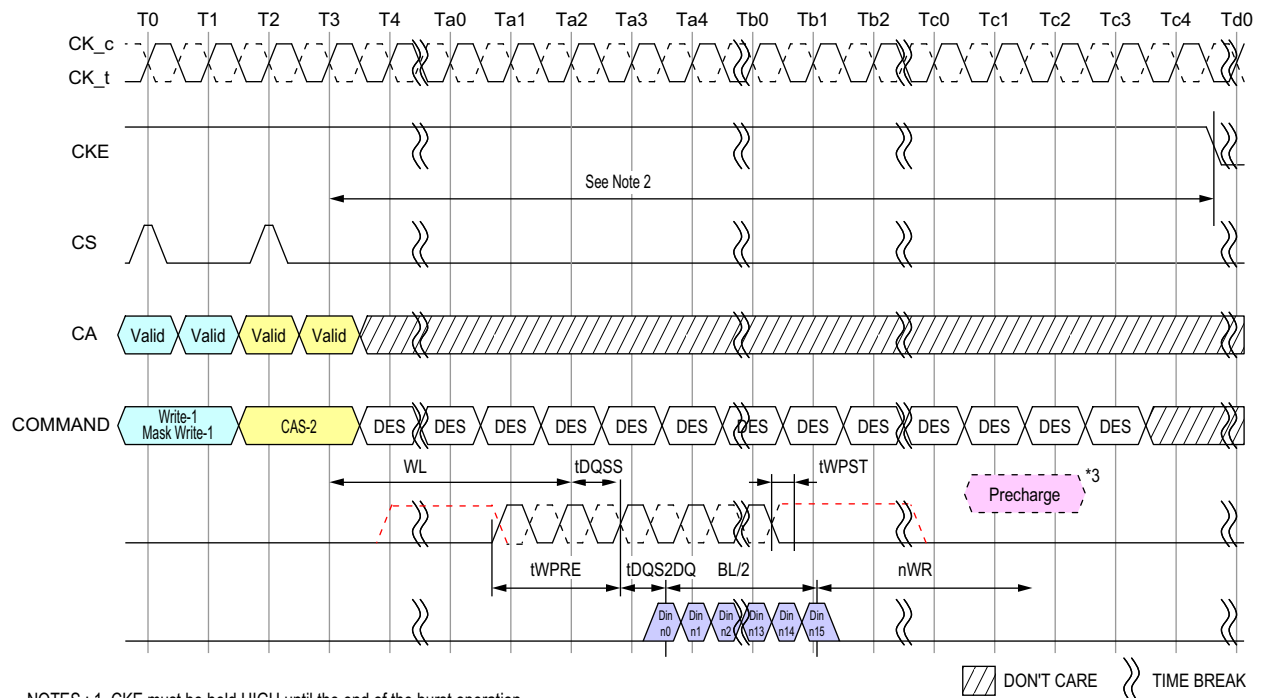 T0 T1 T2 T3 T4 Ta0 Ta1 Ta2 Ta3 Ta4 Tb0 Tb1 Tb2 Tc0 Tc1 Tc2 Tc3 Tc4 Td0
CK_c
CK_t
CKE
See Note 2
CS
CA Valid Valid Valid Valid
COMMAND Write-1 Mask Write-1 CAS-2 DES DES DES DES DES DES DES DES DES DES DES DES DES
WL tDQSS tWPST
Precharge *3
tWPRE tDQS2DQ BL/2 nWR
Din n0 Din n1 Din n2 Din n13 Din n14 Din n15
DON'T CARE TIME BREAK
NOTES : 1. CKE must be held HIGH until the end of the burst operation